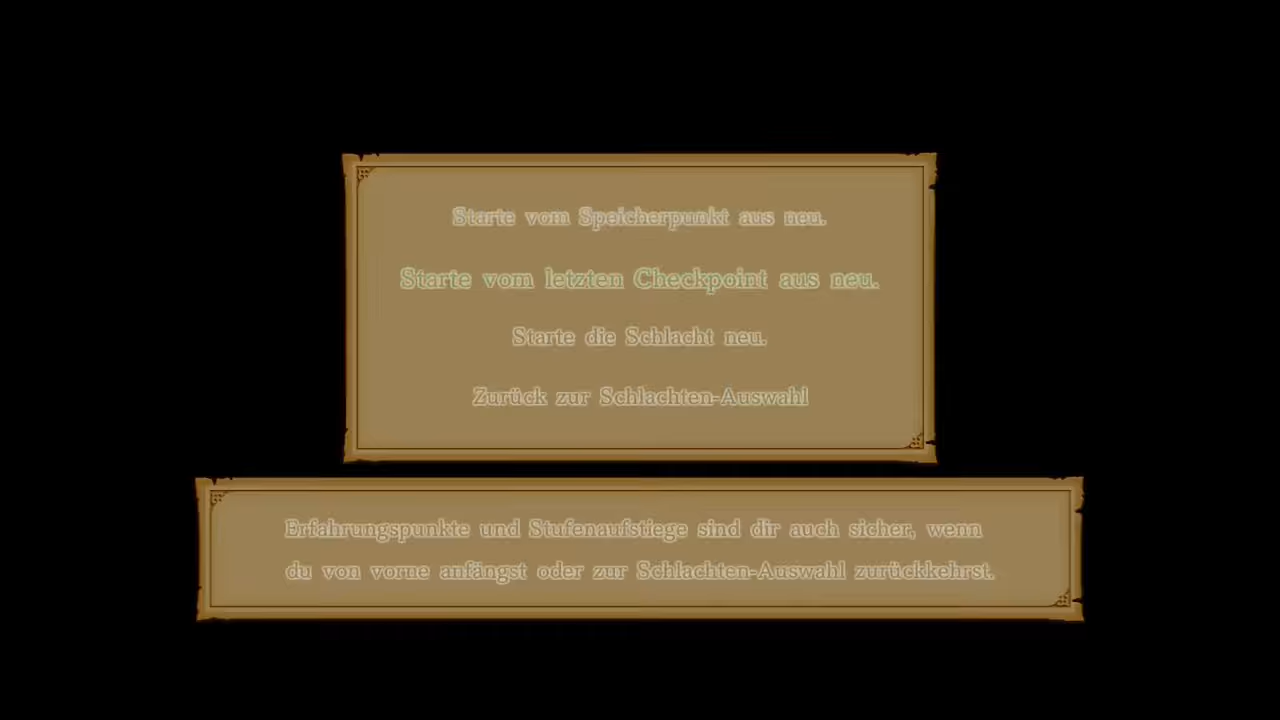 Starte vom Speicherpunkt aus neu.
Starte vom letzten Checkpoint aus neu.
Starte die Schlacht neu.
Zurück zur Schlachten-Auswahl
Erfahrungspunkte und Stufenaufstiege sind dir auch sicher, wenn
du von vorne anfängst oder zur Schlachten-Auswahl zurückkehrst.